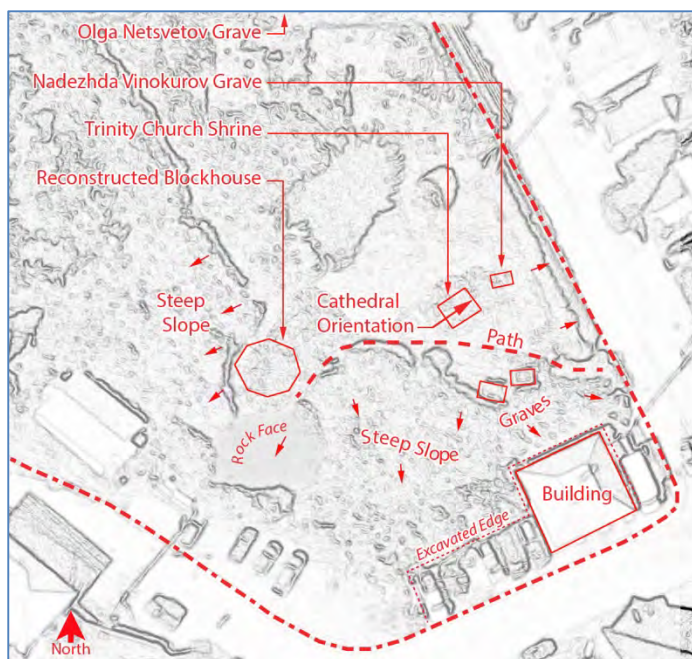 Olga Netsvetov Grave
Nadezhda Vinokurov Grave
Trinity Church Shrine
Reconstructed Blockhouse
Steep
Slope
Cathedral
Orientation
Path
Graves
Rock Face
Steep Slope
Building
Excavated Edge
North